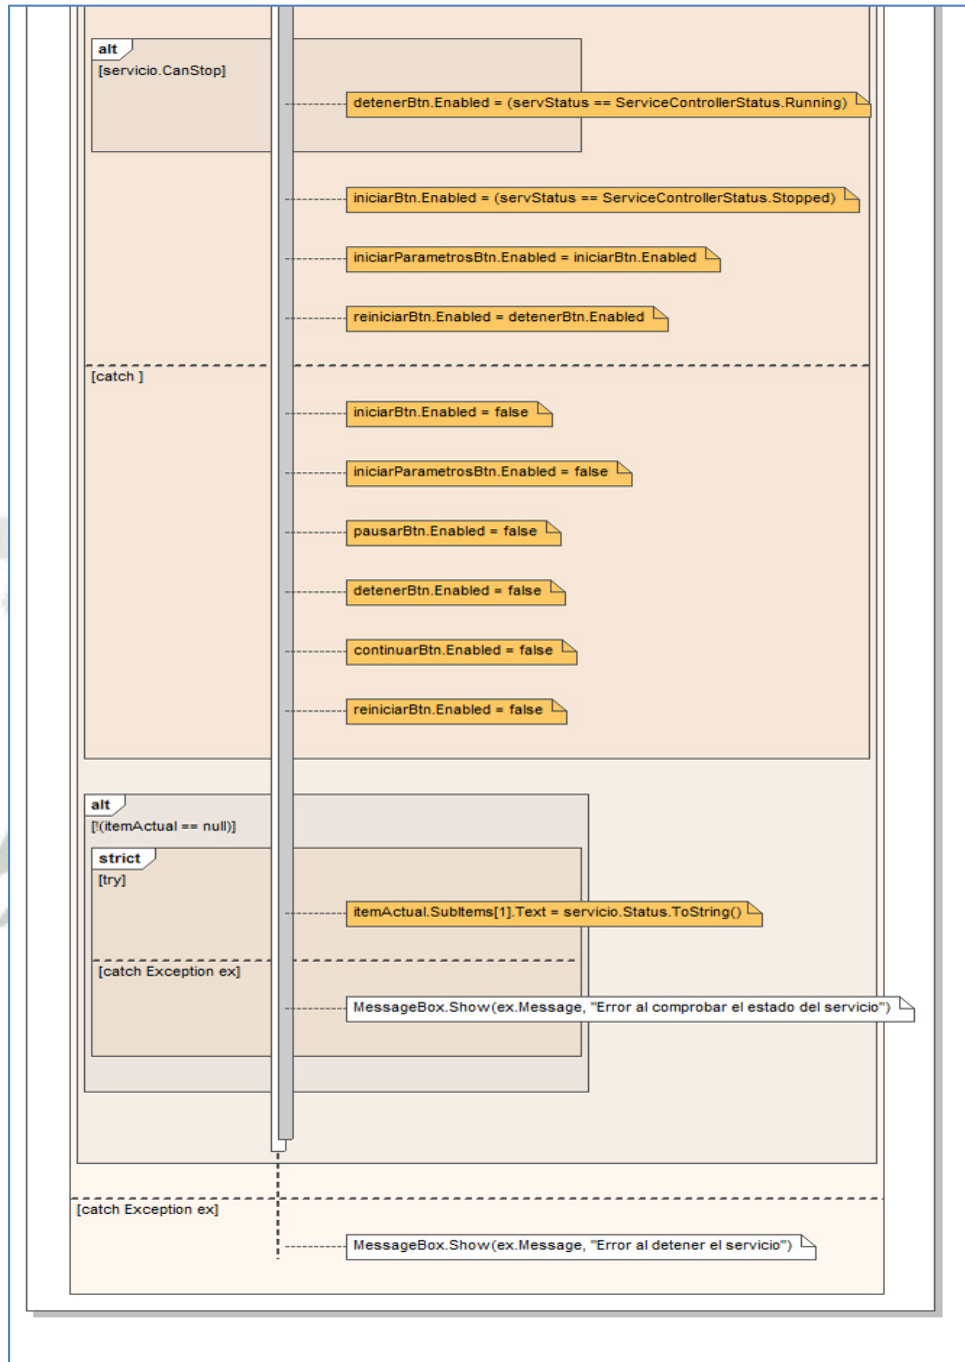 alt
[servicio.CanStop]
detenerBtn.Enabled = (servStatus == ServiceControllerStatus.Running)
iniciarBtn.Enabled = (servStatus == ServiceControllerStatus.Stopped)
iniciarParametrosBtn.Enabled = iniciarBtn.Enabled
reiniciarBtn.Enabled = detenerBtn.Enabled
[catch ]
iniciarBtn.Enabled = false
iniciarParametrosBtn.Enabled = false
pausarBtn.Enabled = false
detenerBtn.Enabled = false
continuarBtn.Enabled = false
reiniciarBtn.Enabled = false
alt
[!(itemActual == null)]
strict
[try]
itemActual.SubItems[1].Text = servicio.Status.ToString()
[catch Exception ex]
MessageBox.Show(ex.Message, "Error al comprobar el estado del servicio")
[catch Exception ex]
MessageBox.Show(ex.Message, "Error al detener el servicio")